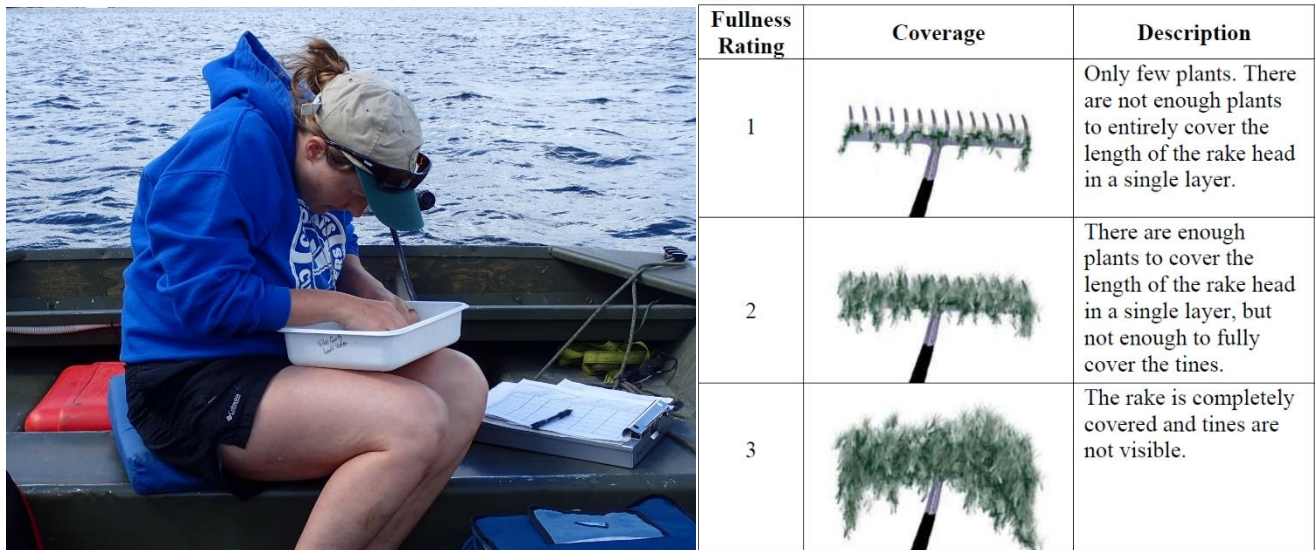 Fullness Rating
Coverage
Description
1
Only few plants. There
are not enough plants
to entirely cover the
length of the rake head
in a single layer.
2
There are enough
plants to cover the
length of the rake head
in a single layer, but
not enough to fully
cover the tines.
3
The rake is completely
covered and tines are
not visible.
Columbia